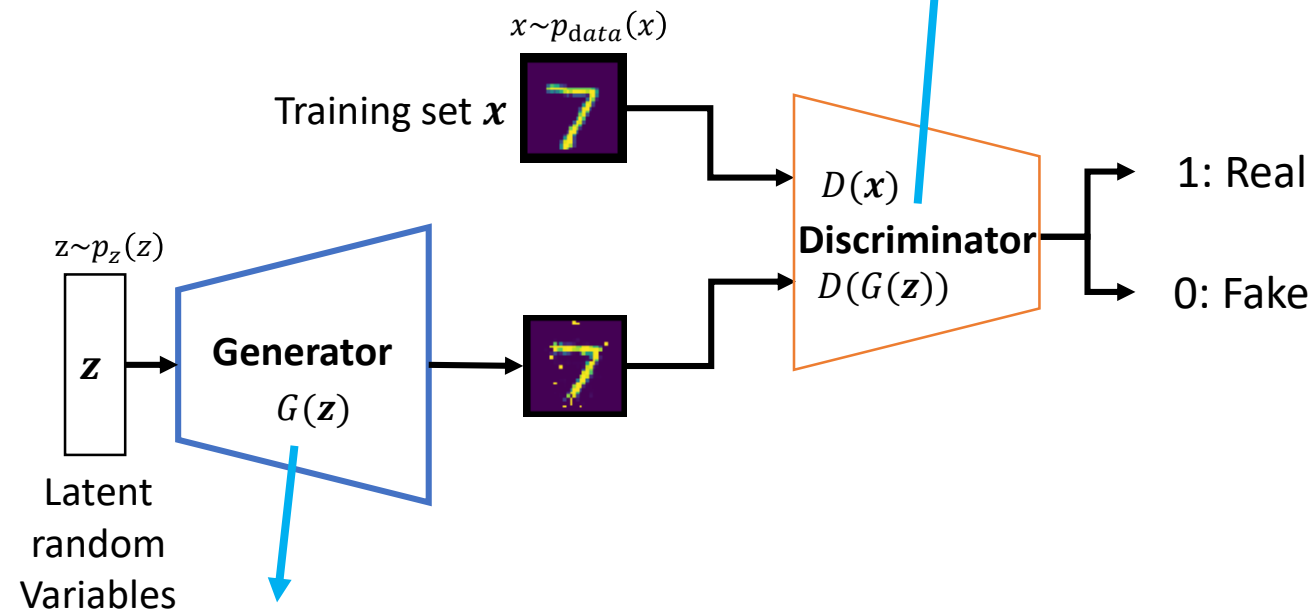 x~p_data(x)
Training set x
D(x)
1: Real
z~p_z(z)
Discriminator
D(G(z))
0: Fake
Generator
z
G(z)
Latent
random
Variables